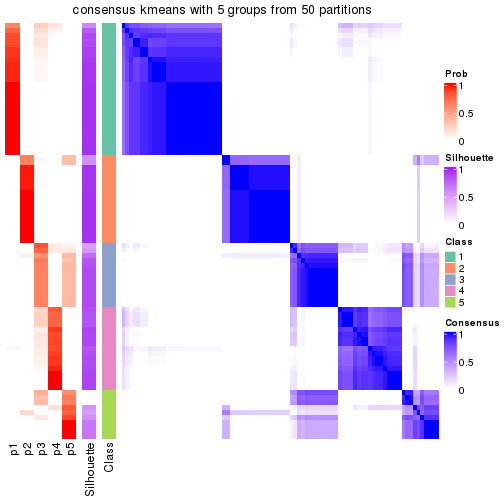 consensus kmeans with 5 groups from 50 partitions
Prob
1
0.5
0
Silhouette
1
0.5
0
Class
1
2
3
4
5
Consensus
1
0.5
0
p1
p2
p3
p4
p5
Silhouette
Class